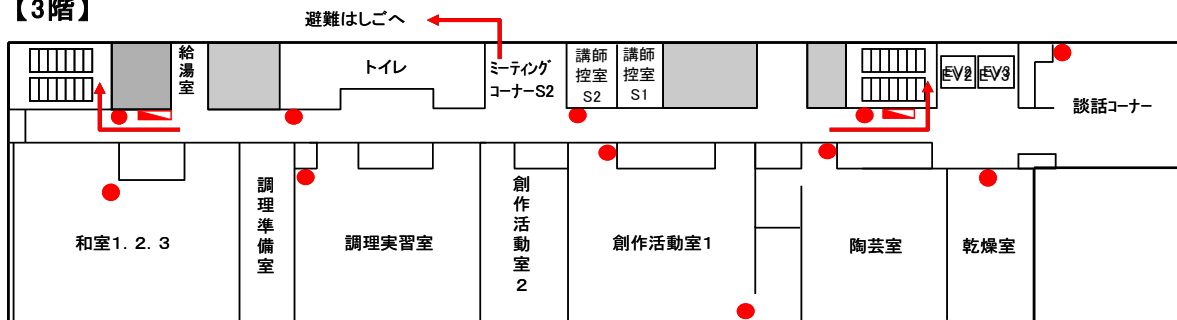 【3階】
避難はしごへ
給湯室
トイレ
ミーティング
コーナーS2
講師
控室
S2
講師
控室
S1
EV2
EV3
談話コーナー
和室1．2．3
調理準備室
調理実習室
創作活動室2
創作活動室1
陶芸室
乾燥室